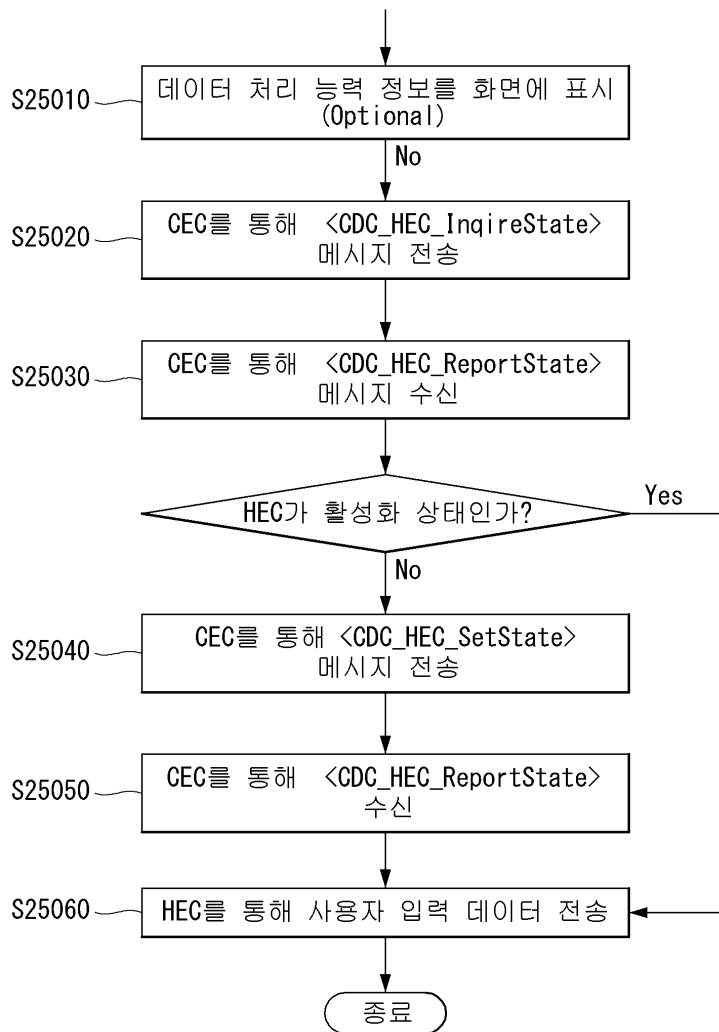 S25010
데이터 처리 능력 정보를 화면에 표시
(Optional)
No
S25020
CEC를 통해 <CDC_HEC_InqireState>
메시지 전송
S25030
CEC를 통해 <CDC_HEC_ReportState>
메시지 수신
HEC가 활성화 상태인가?
Yes
No
S25040
CEC를 통해 <CDC_HEC_SetState>
메시지 전송
S25050
CEC를 통해 <CDC_HEC_ReportState>
수신
S25060
HEC를 통해 사용자 입력 데이터 전송
종료